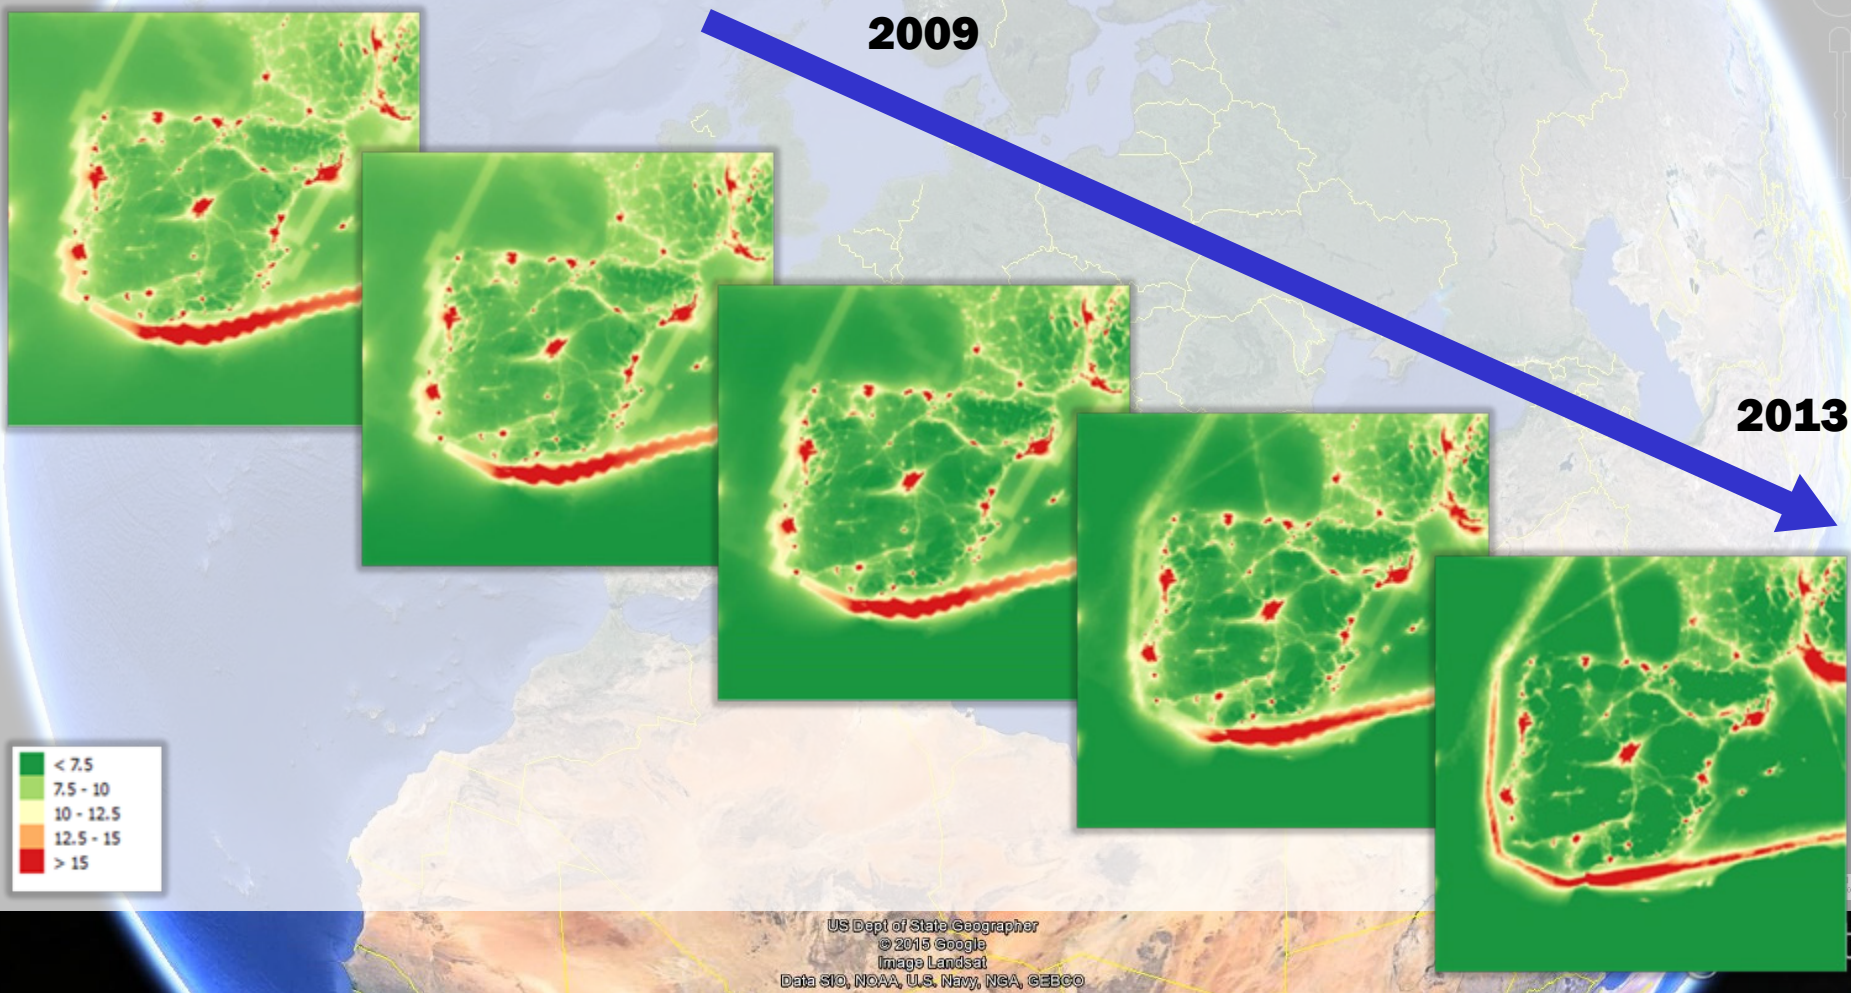 2009
2013
< 7.5
7.5 - 10
10 - 12.5
12.5 - 15
> 15
US Dept of State Geographer
© 2015 Google
Image Landsat
Data SIO, NOAA, U.S. Navy, NGA, GEBCO